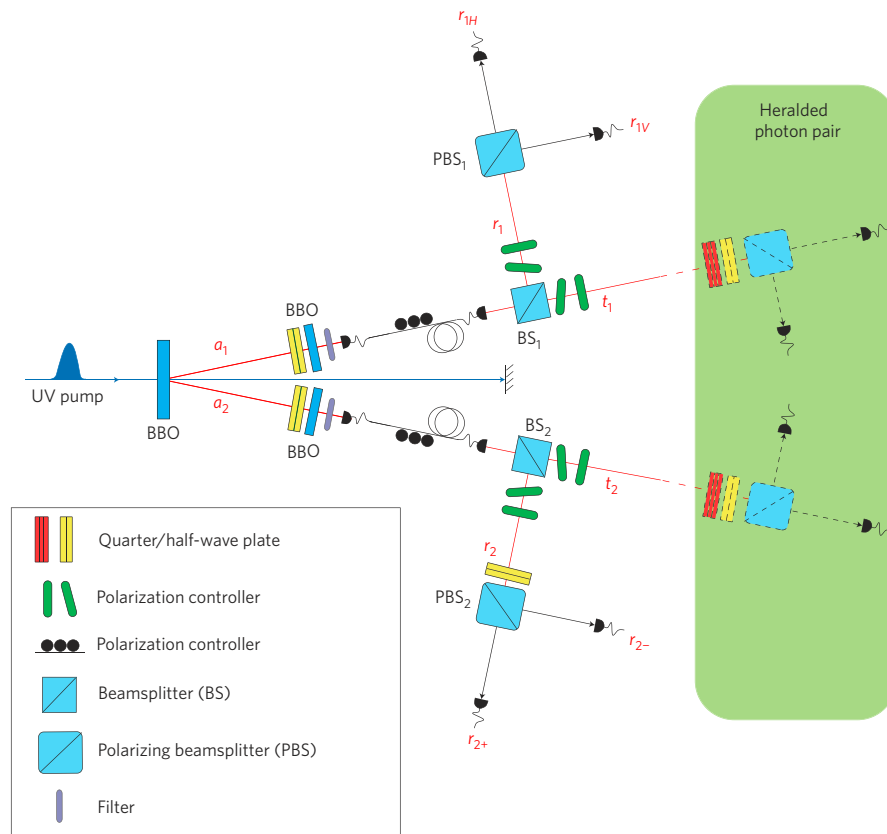 r1H
Heralded
photon pair
r1V
PBS1
r1
BBO
t1
BS1
a1
UV pump
a2
BBO
BBO
BS2
t2
r2
PBS2
r2−
r2+
Quarter/half-wave plate
Polarization controller
Polarization controller
Beamsplitter (BS)
Polarizing beamsplitter (PBS)
Filter